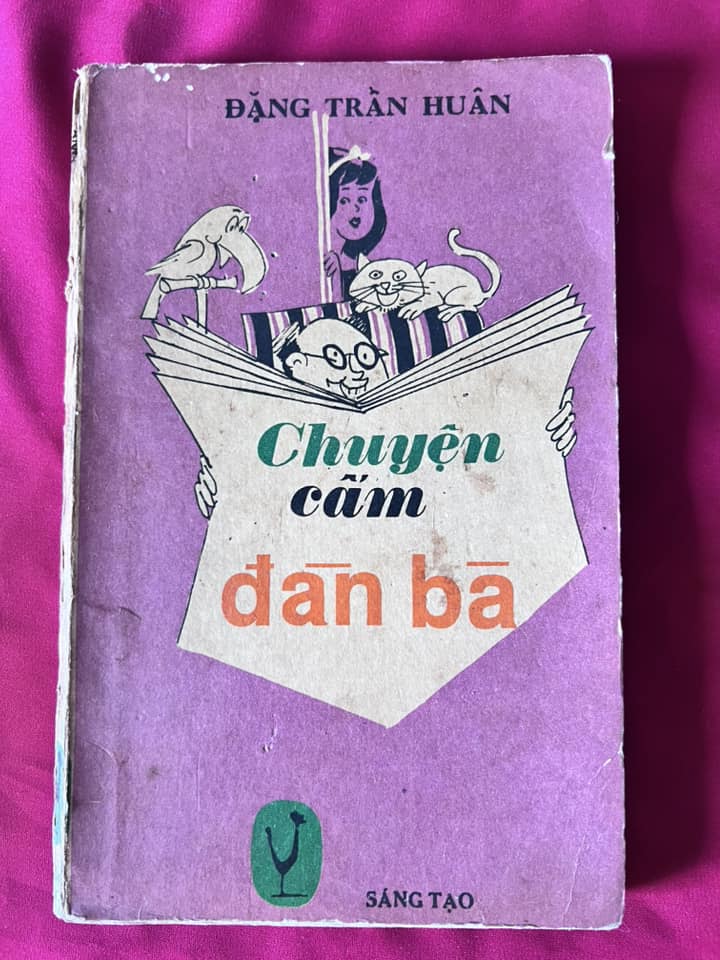 ĐẶNG TRẦN HUÂN
Chuyện
cấm
đàn bà
SÁNG TẠO